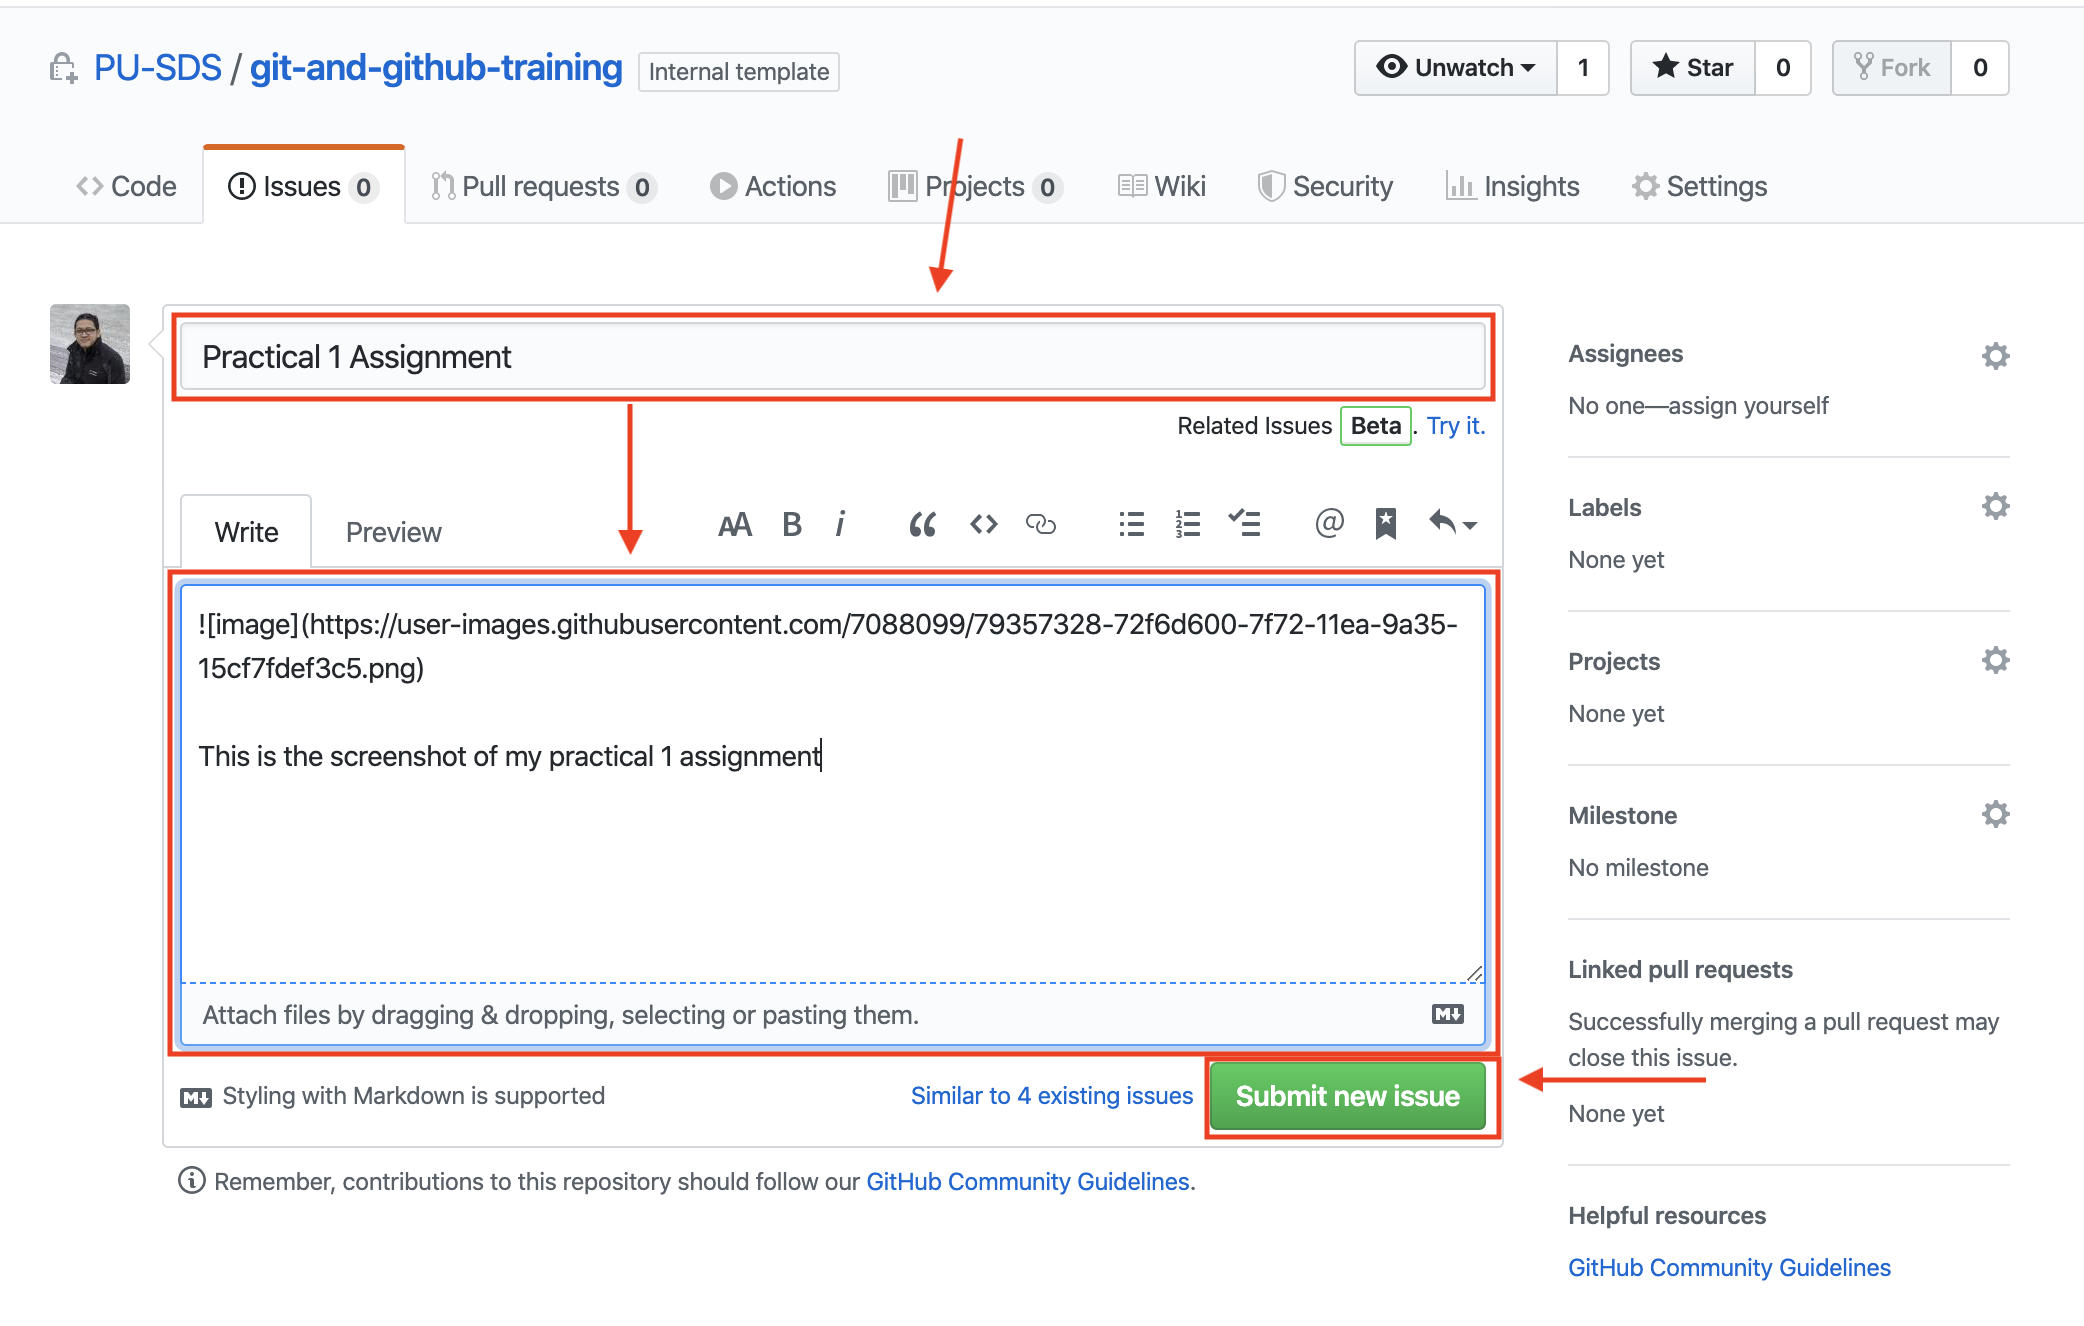 PU-SDS / git-and-github-training Internal template
Unwatch 1 Star 0 Fork 0
Code Issues 0 Pull requests 0 Actions Projects 0 Wiki Security Insights Settings
Practical 1 Assignment
Related Issues Beta . Try it.
Write Preview
![image](https://user-images.githubusercontent.com/7088099/79357328-72f6d600-7f72-11ea-9a35-
15cf7fdef3c5.png)
This is the screenshot of my practical 1 assignment
Attach files by dragging & dropping, selecting or pasting them.
Styling with Markdown is supported
Similar to 4 existing issues
Submit new issue
Remember, contributions to this repository should follow our GitHub Community Guidelines.
Assignees
No one—assign yourself
Labels
None yet
Projects
None yet
Milestone
No milestone
Linked pull requests
Successfully merging a pull request may
close this issue.
None yet
Helpful resources
GitHub Community Guidelines